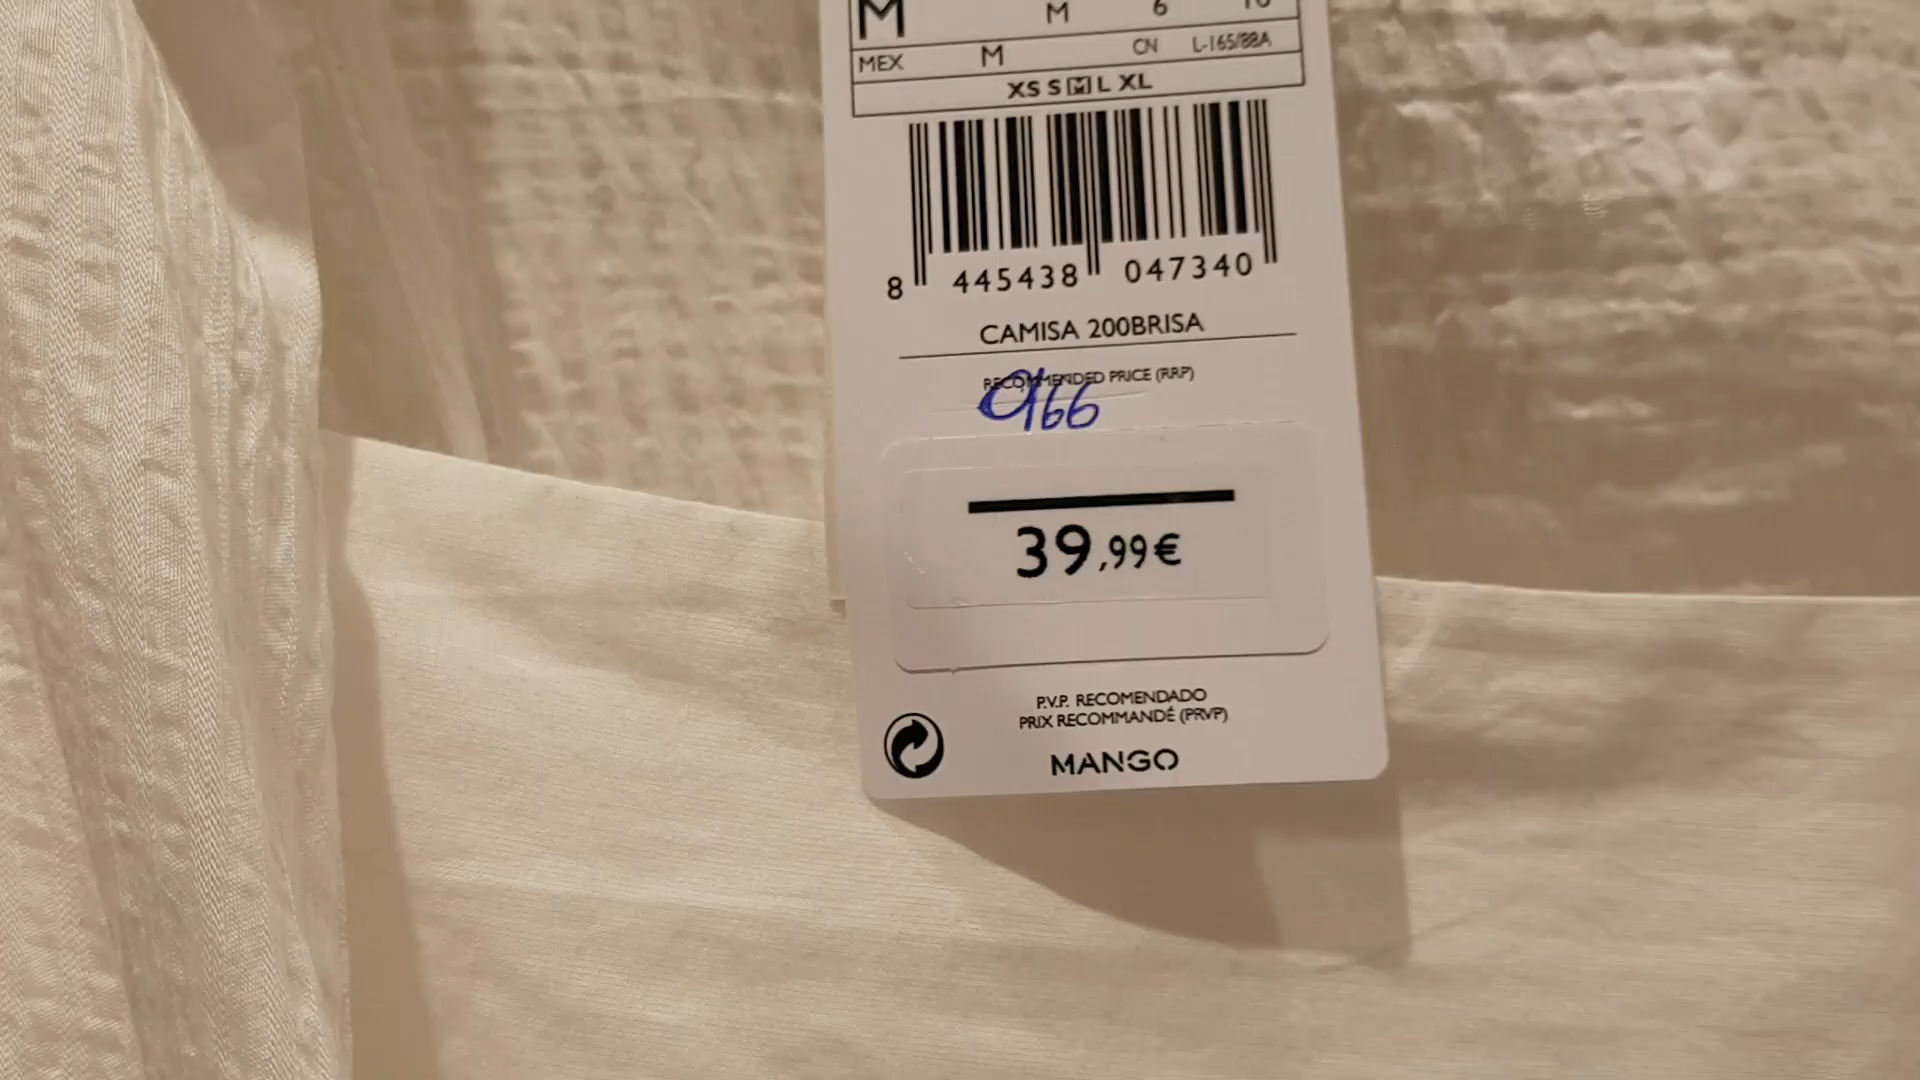 M M 6 10
MEX M CN L-165/88A
XS S M L XL
8 445438 047340
CAMISA 200BRISA
RECOMMENDED PRICE (RRP)
966
39,99€
P.V.P. RECOMENDADO
PRIX RECOMMANDÉ (PRVP)
MANGO